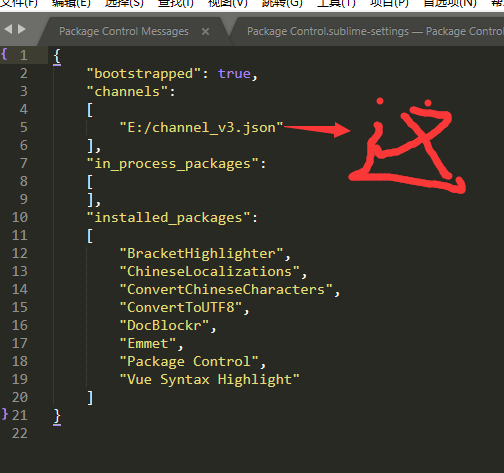 文件(F) 编辑(E) 选择(S) 查找(I) 视图(V) 跳转(G) 工具(T) 项目(P) 首选项(N)
Package Control Messages × Package Control.sublime-settings — Package Control
{ 1 {
2 "bootstrapped": true,
3 "channels":
4 [
5 "E:/channel_v3.json" 这
6 ],
7 "in_process_packages":
8 [
9 ],
10 "installed_packages":
11 [
12 "BracketHighlighter",
13 "ChineseLocalizations",
14 "ConvertChineseCharacters",
15 "ConvertToUTF8",
16 "DocBlockr",
17 "Emmet",
18 "Package Control",
19 "Vue Syntax Highlight"
20 ]
} 21 }
22